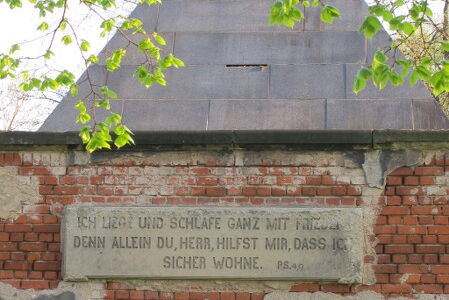 ICH LIEGE UND SCHLAFE GANZ MIT FRIEDEN
DENN ALLEIN DU, HERR, HILFST MIR, DASS ICH
SICHER WOHNE. PS.4,9.